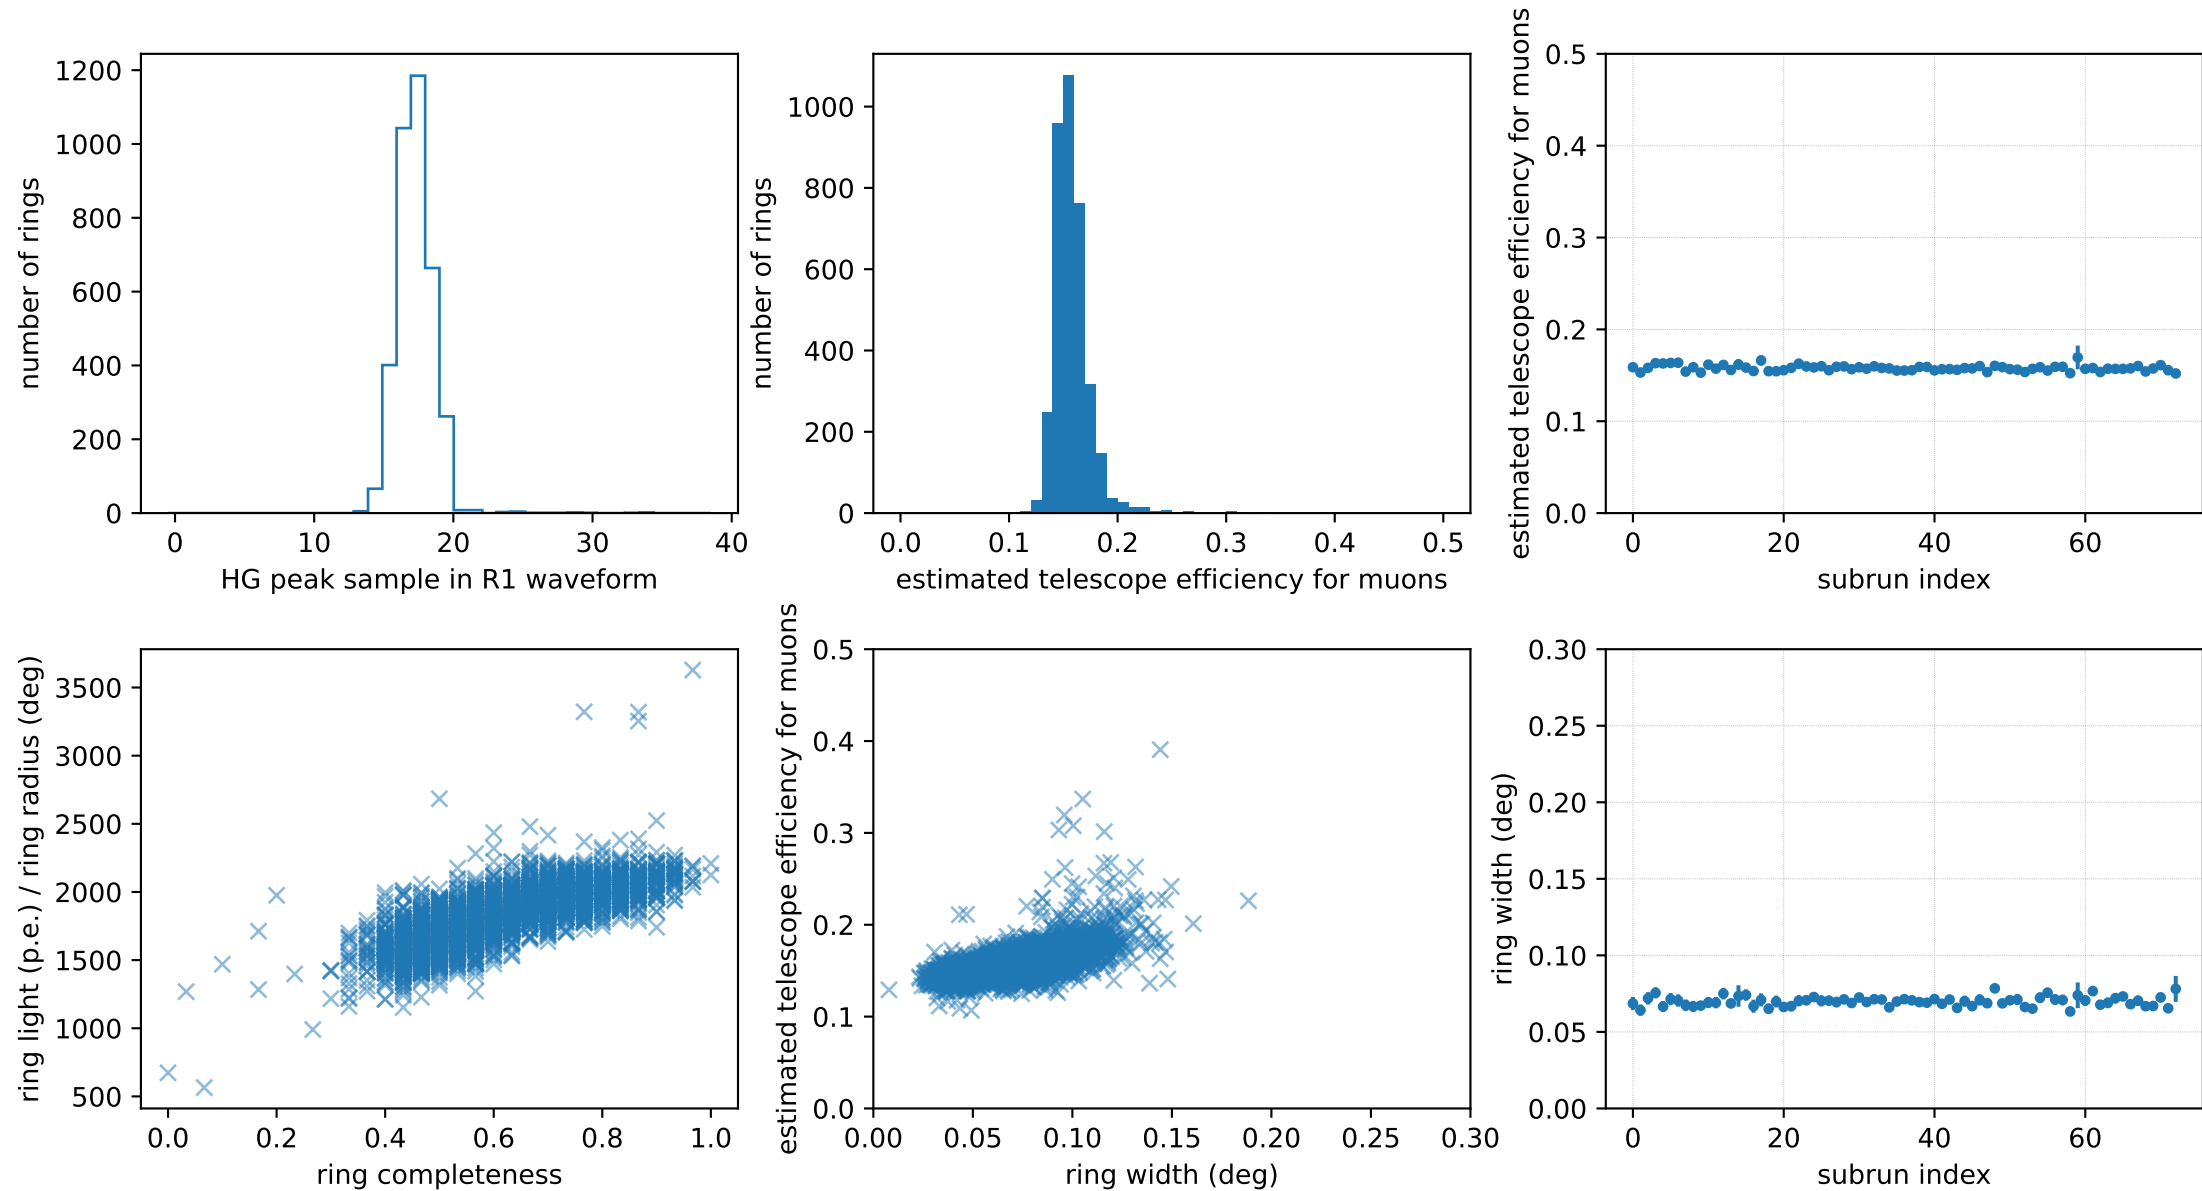 1200
1000
800
600
400
200
0
number of rings
0 10 20 30 40
HG peak sample in R1 waveform
1000
800
600
400
200
0
number of rings
0.0 0.1 0.2 0.3 0.4 0.5
estimated telescope efficiency for muons
0.5
0.4
0.3
0.2
0.1
0.0
estimated telescope efficiency for muons
0 20 40 60
subrun index
3500
3000
2500
2000
1500
1000
500
ring light (p.e.) / ring radius (deg)
0.0 0.2 0.4 0.6 0.8 1.0
ring completeness
0.5
0.4
0.3
0.2
0.1
0.0
estimated telescope efficiency for muons
0.00 0.05 0.10 0.15 0.20 0.25 0.30
ring width (deg)
0.30
0.25
0.20
0.15
0.10
0.05
0.00
ring width (deg)
0 20 40 60
subrun index